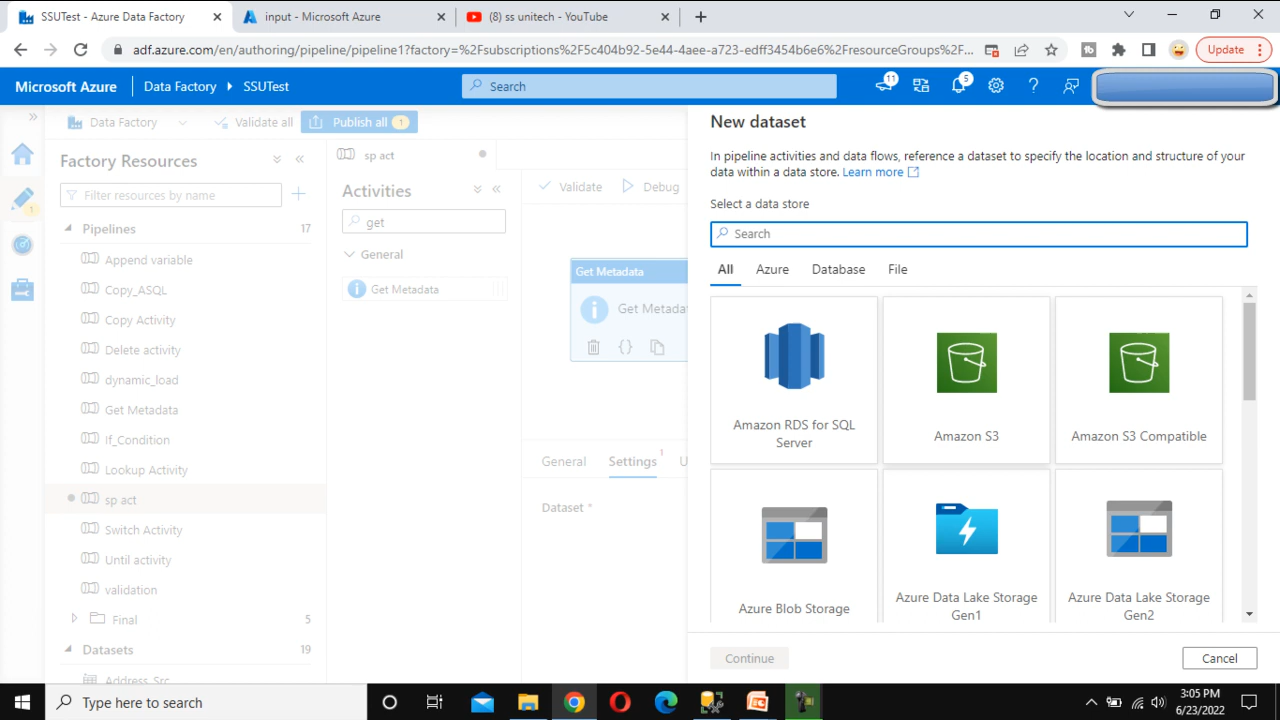 SSUTest - Azure Data Factory
input - Microsoft Azure
(8) ss unitech - YouTube
adf.azure.com/en/authoring/pipeline/pipeline1?factory=%2Fsubscriptions%2F5c404b92-5e44-4aee-a723-edff3454b6e6%2FresourceGroups%2F...
Update
Microsoft Azure
Data Factory
SSUTest
Search
11
5
Data Factory
Validate all
Publish all
1
Factory Resources
Filter resources by name
Pipelines
17
Append variable
Copy_ASQL
Copy Activity
Delete activity
dynamic_load
Get Metadata
If_Condition
Lookup Activity
sp act
Switch Activity
Until activity
validation
Final
5
Datasets
19
Address_Src
sp act
Activities
get
General
Get Metadata
Validate
Debug
Get Metadata
Get Metadat
General
Settings
1
U
Dataset *
New dataset
In pipeline activities and data flows, reference a dataset to specify the location and structure of your
data within a data store. Learn more
Select a data store
Search
All
Azure
Database
File
Amazon RDS for SQL
Server
Amazon S3
Amazon S3 Compatible
Azure Blob Storage
Azure Data Lake Storage
Gen1
Azure Data Lake Storage
Gen2
Continue
Cancel
Type here to search
3:05 PM
6/23/2022